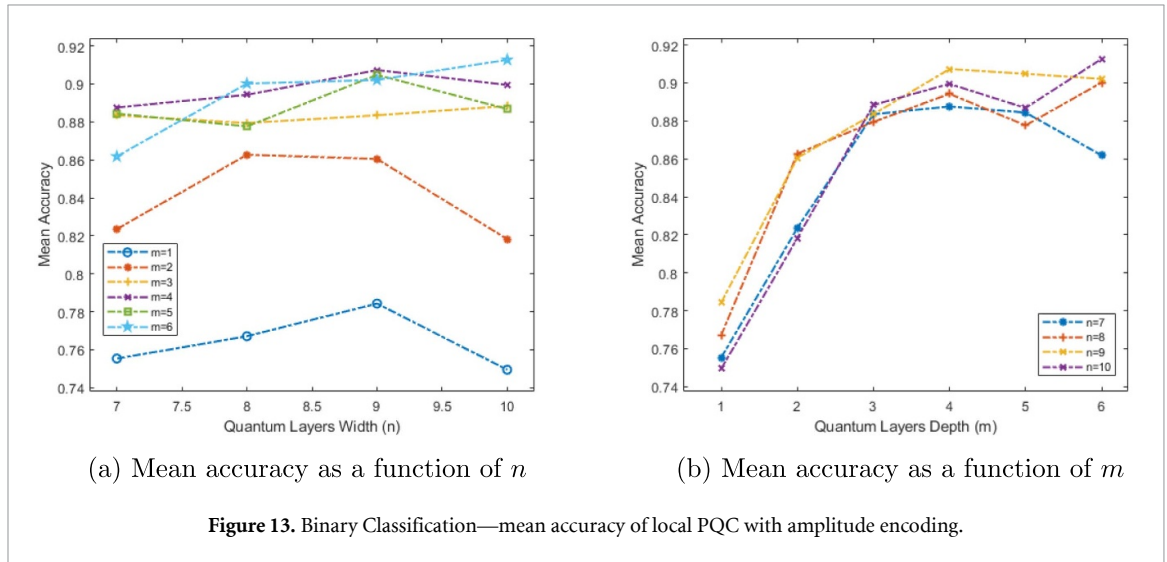 0.92
0.9
0.88
0.86
0.84
0.82
0.8
0.78
0.76
0.74
Mean Accuracy
m=1
m=2
m=3
m=4
m=5
m=6
7 7.5 8 8.5 9 9.5 10
Quantum Layers Width (n)
(a) Mean accuracy as a function of n
0.92
0.9
0.88
0.86
0.84
0.82
0.8
0.78
0.76
0.74
Mean Accuracy
n=7
n=8
n=9
n=10
1 2 3 4 5 6
Quantum Layers Depth (m)
(b) Mean accuracy as a function of m
Figure 13. Binary Classification—mean accuracy of local PQC with amplitude encoding.